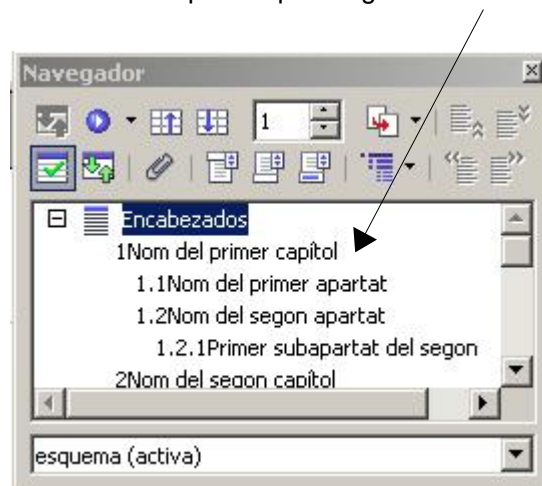 Navegador
1
Encabezados
1Nom del primer capítol
1.1Nom del primer apartat
1.2Nom del segon apartat
1.2.1Primer subapartat del segon
2Nom del segon capítol
esquema (activa)